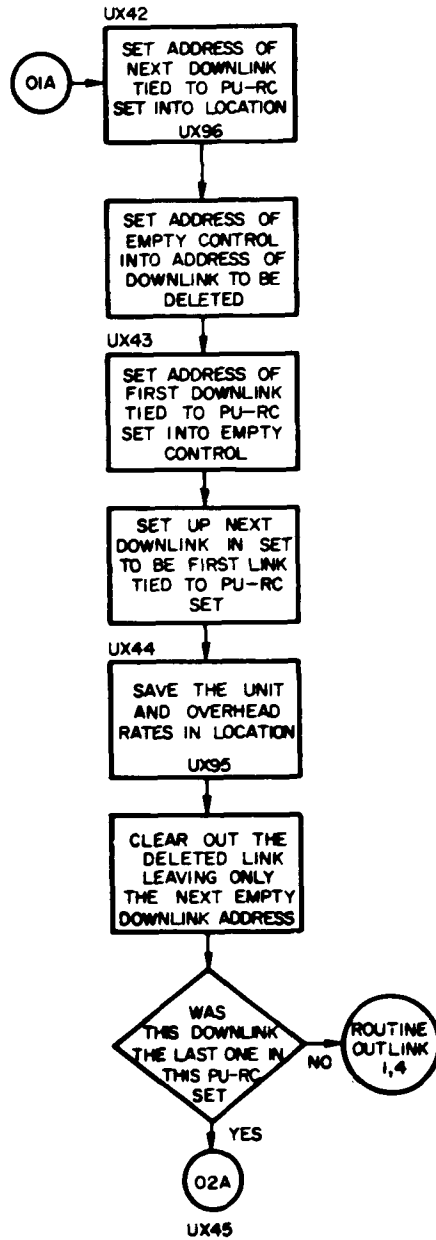 UX42
01A
SET ADDRESS OF
NEXT DOWNLINK
TIED TO PU-RC
SET INTO LOCATION
UX96
SET ADDRESS OF
EMPTY CONTROL
INTO ADDRESS OF
DOWNLINK TO BE
DELETED
UX43
SET ADDRESS OF
FIRST DOWNLINK
TIED TO PU-RC
SET INTO EMPTY
CONTROL
SET UP NEXT
DOWNLINK IN SET
TO BE FIRST LINK
TIED TO PU-RC
SET
UX44
SAVE THE UNIT
AND OVERHEAD
RATES IN LOCATION
UX95
CLEAR OUT THE
DELETED LINK
LEAVING ONLY
THE NEXT EMPTY
DOWNLINK ADDRESS
WAS
THIS DOWNLINK
THE LAST ONE IN
THIS PU-RC
SET
NO
ROUTINE
OUTLINK
1,4
YES
02A
UX45